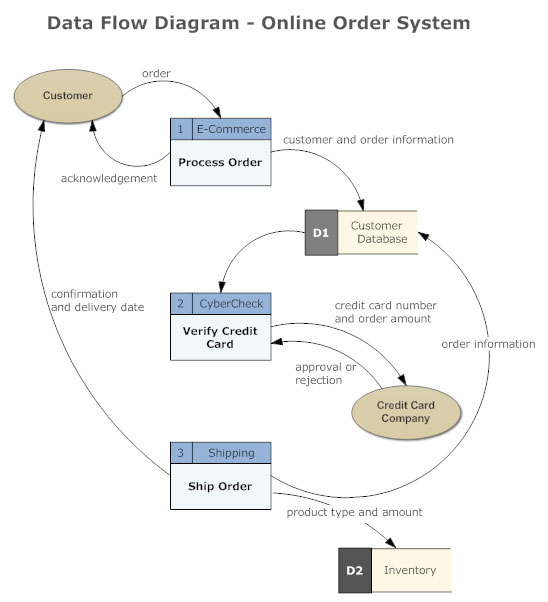 Data Flow Diagram - Online Order System
order
Customer
1 E-Commerce
customer and order information
Process Order
acknowledgement
D1
Customer
Database
confirmation
and delivery date
2 CyberCheck
credit card number
and order amount
Verify Credit
Card
order information
approval or
rejection
Credit Card
Company
3 Shipping
Ship Order
product type and amount
D2 Inventory